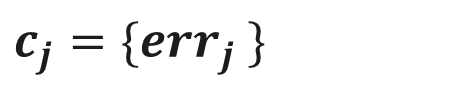 c_j = {err_j }